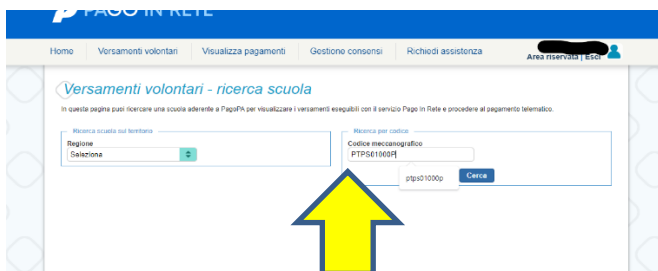 PAGO IN RETE
Home Versamenti volontari Visualizza pagamenti Gestione consensi Richiedi assistenza
Area riservata | Esci
Versamenti volontari - ricerca scuola
In questa pagina puoi ricercare una scuola aderente a PagoPA per visualizzare i versamenti eseguibili con il servizio Pago In Rete e procedere al pagamento telematico.
Ricerca scuola sul territorio
Regione
Seleziona
Ricerca per codice
Codice meccanografico
PTPS01000P
ptps01000p
Cerca